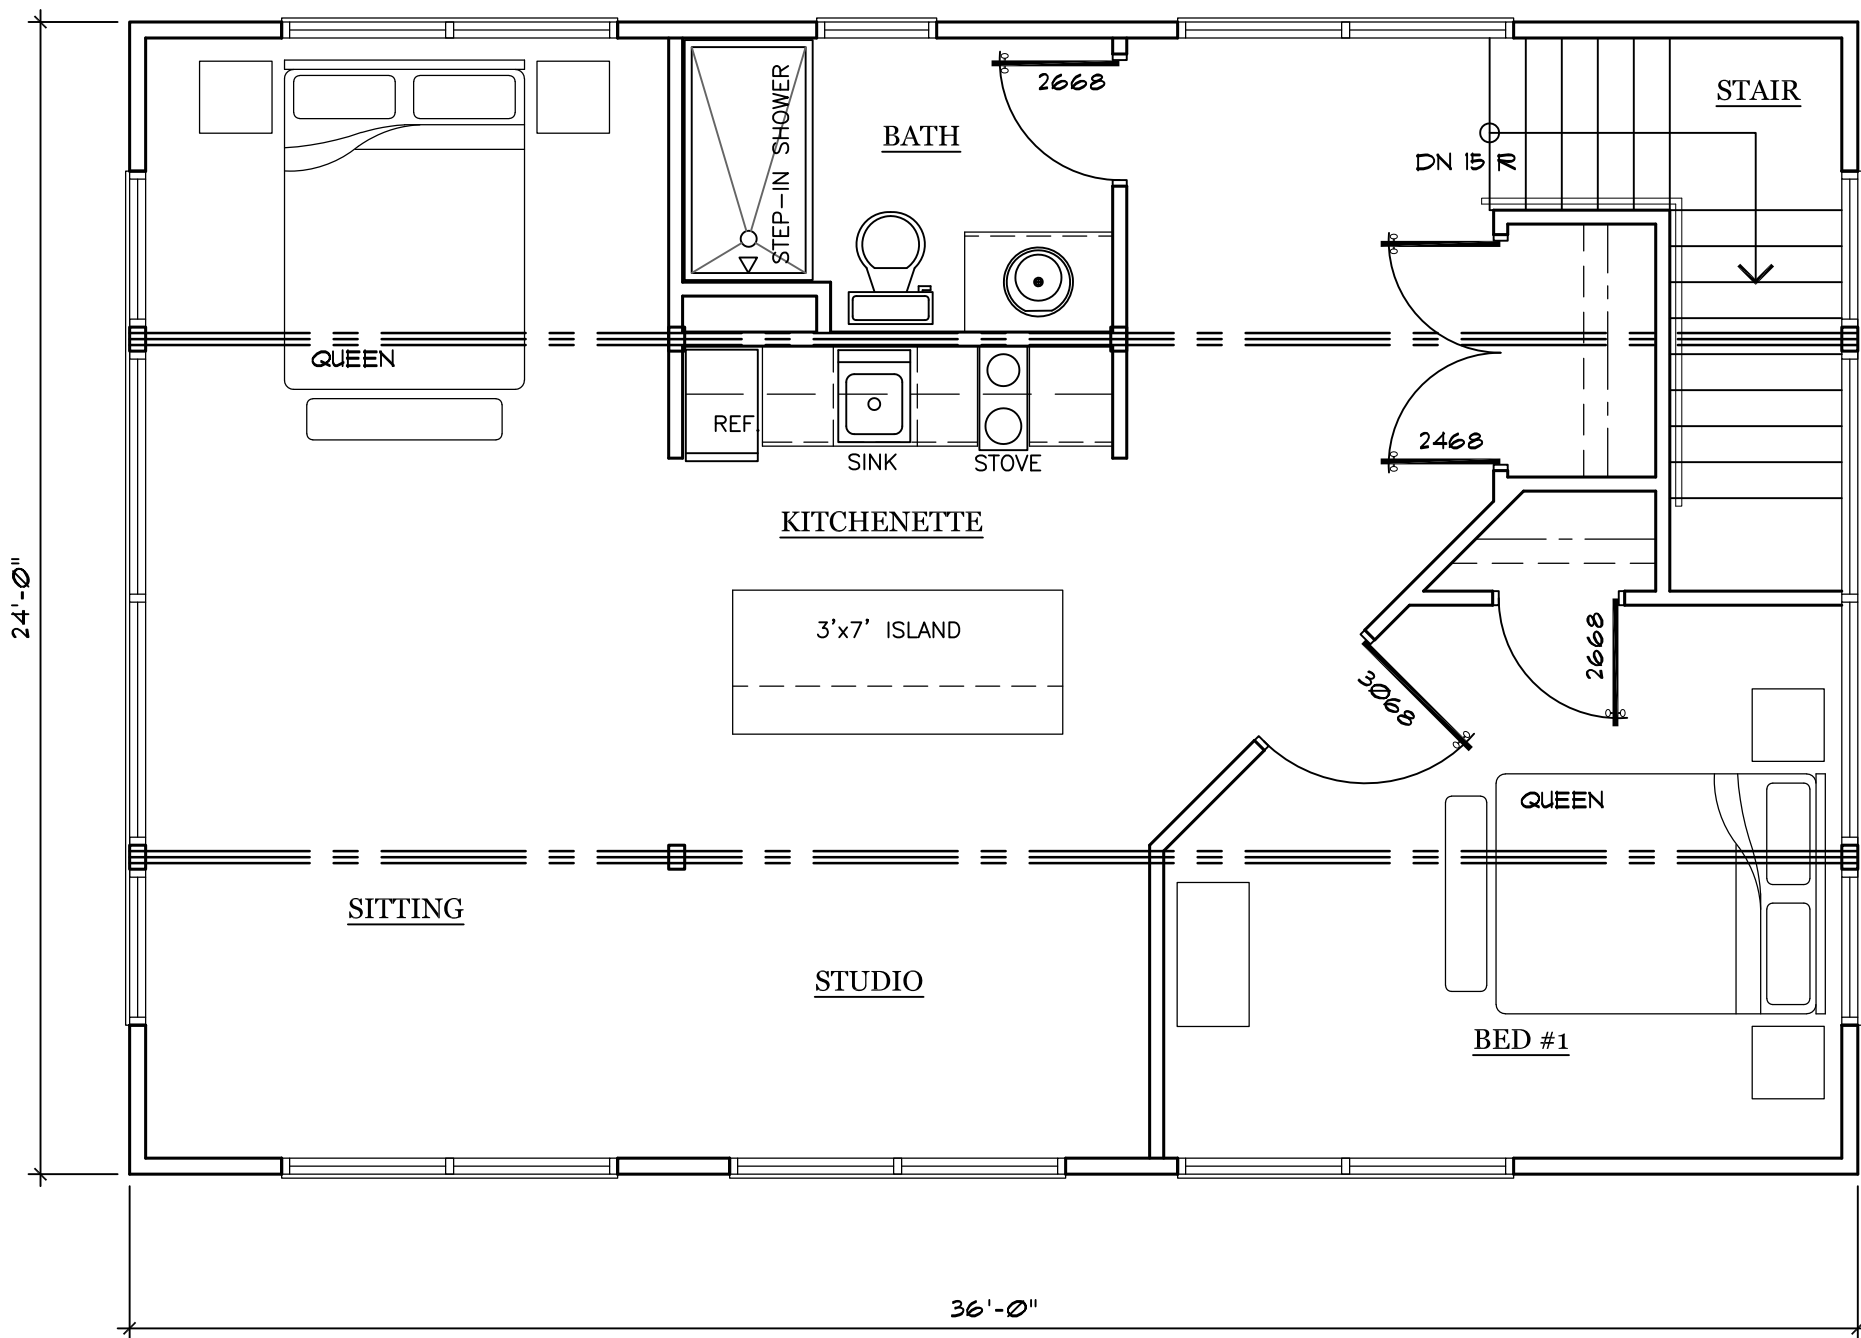 STAIR
2668
STEP-IN SHOWER
BATH
DN 15 R
QUEEN
REF.
2468
SINK
STOVE
KITCHENETTE
24'-0"
3'x7' ISLAND
2668
3068
QUEEN
SITTING
STUDIO
BED #1
36'-0"